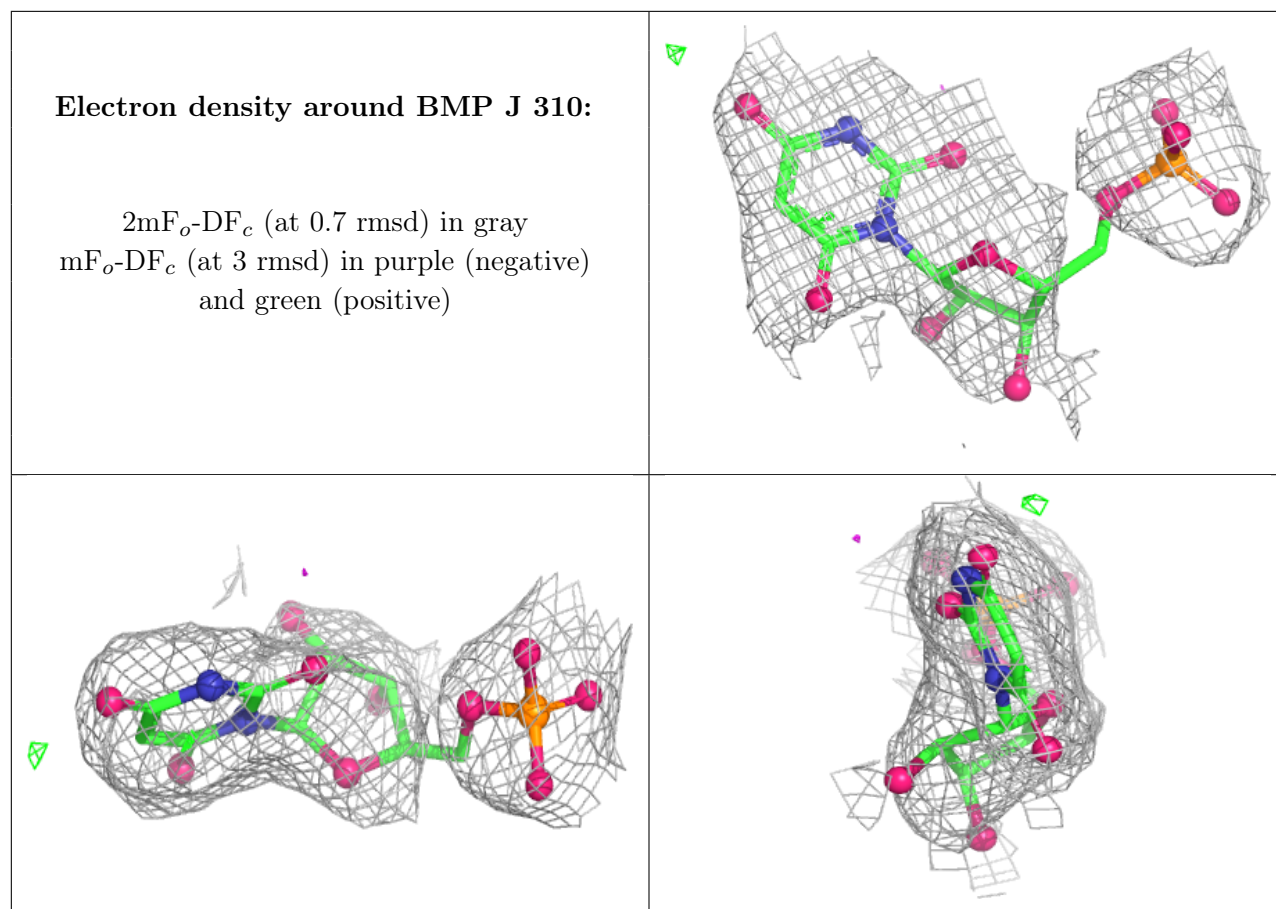 Electron density around BMP J 310:
2mFo-DFc (at 0.7 rmsd) in gray
mFo-DFc (at 3 rmsd) in purple (negative)
and green (positive)